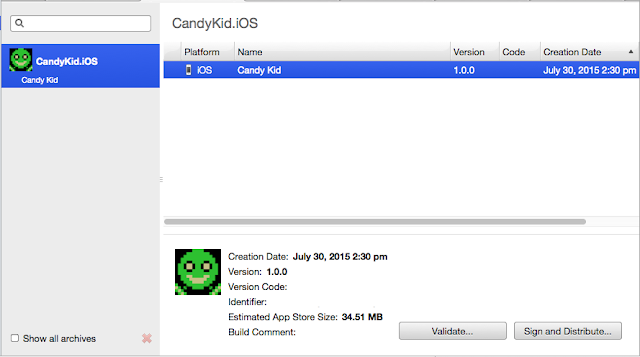 CandyKid.iOS
CandyKid.iOS
Candy Kid
Platform Name Version Code Creation Date
iOS Candy Kid 1.0.0 July 30, 2015 2:30 pm
Creation Date: July 30, 2015 2:30 pm
Version: 1.0.0
Version Code:
Identifier:
Estimated App Store Size: 34.51 MB
Build Comment:
Show all archives
Validate...
Sign and Distribute...